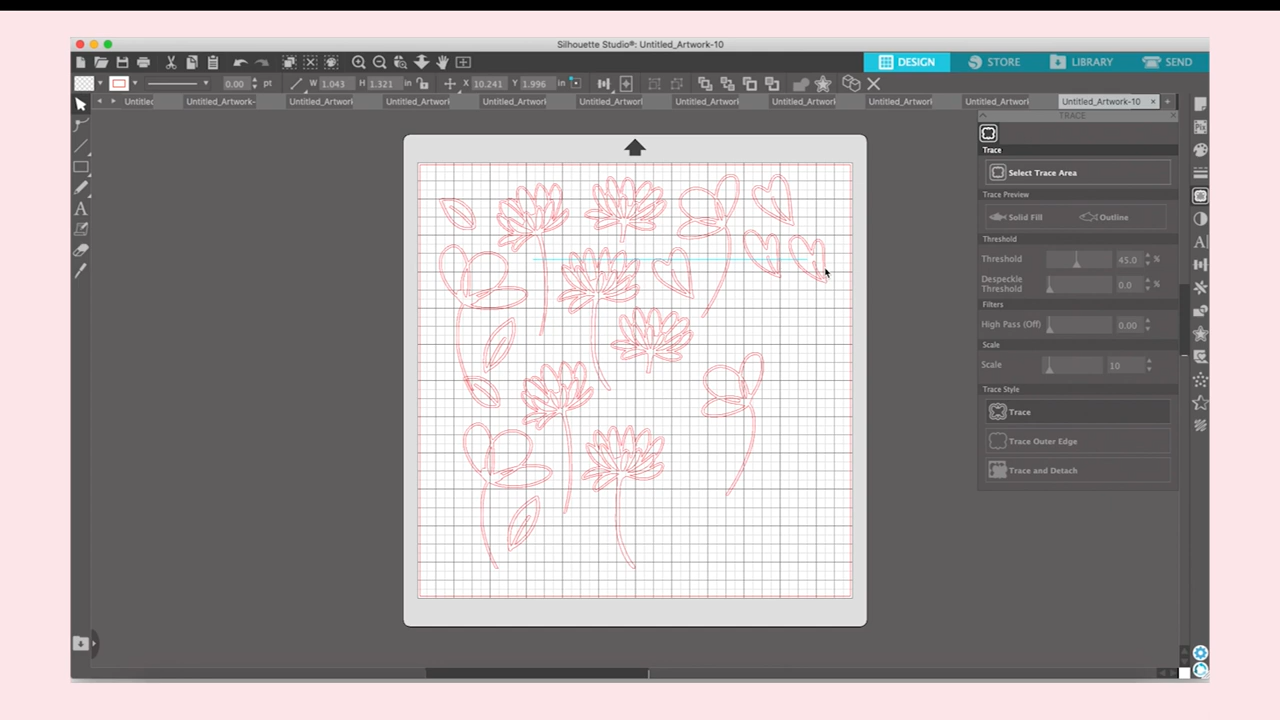 Silhouette Studio®: Untitled_Artwork-10
DESIGN STORE LIBRARY SEND
0.00 pt W 1.043 H 1.321 in X 10.241 Y 1.996 in
Untitled Untitled_Artwork- Untitled_Artwork Untitled_Artwork Untitled_Artwork Untitled_Artwork Untitled_Artwork Untitled_Artwork Untitled_Artwork Untitled_Artwork Untitled_Artwork-10
TRACE
Trace
Select Trace Area
Trace Preview
Solid Fill Outline
Threshold
Threshold 45.0 %
Despeckle
Threshold 0.0 %
Filters
High Pass (Off) 0.00
Scale
Scale 10
Trace Style
Trace
Trace Outer Edge
Trace and Detach